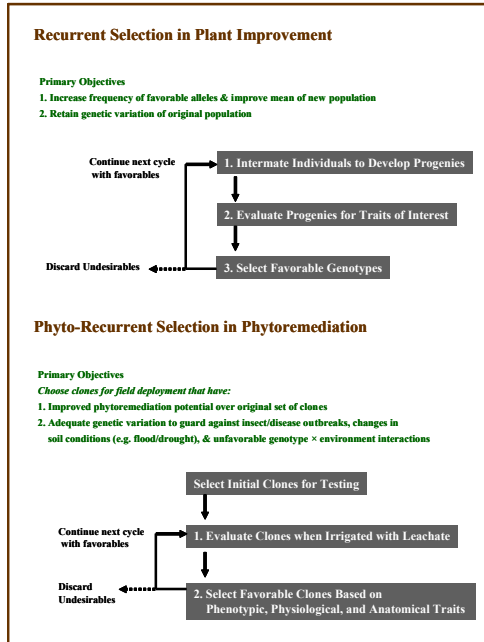 Recurrent Selection in Plant Improvement
Primary Objectives
1. Increase frequency of favorable alleles & improve mean of new population
2. Retain genetic variation of original population
Continue next cycle
with favorables
1. Intermate Individuals to Develop Progenies
2. Evaluate Progenies for Traits of Interest
Discard Undesirables
3. Select Favorable Genotypes
Phyto-Recurrent Selection in Phytoremediation
Primary Objectives
Choose clones for field deployment that have:
1. Improved phytoremediation potential over original set of clones
2. Adequate genetic variation to guard against insect/disease outbreaks, changes in
soil conditions (e.g. flood/drought), & unfavorable genotype × environment interactions
Select Initial Clones for Testing
Continue next cycle
with favorables
1. Evaluate Clones when Irrigated with Leachate
Discard
Undesirables
2. Select Favorable Clones Based on
Phenotypic, Physiological, and Anatomical Traits